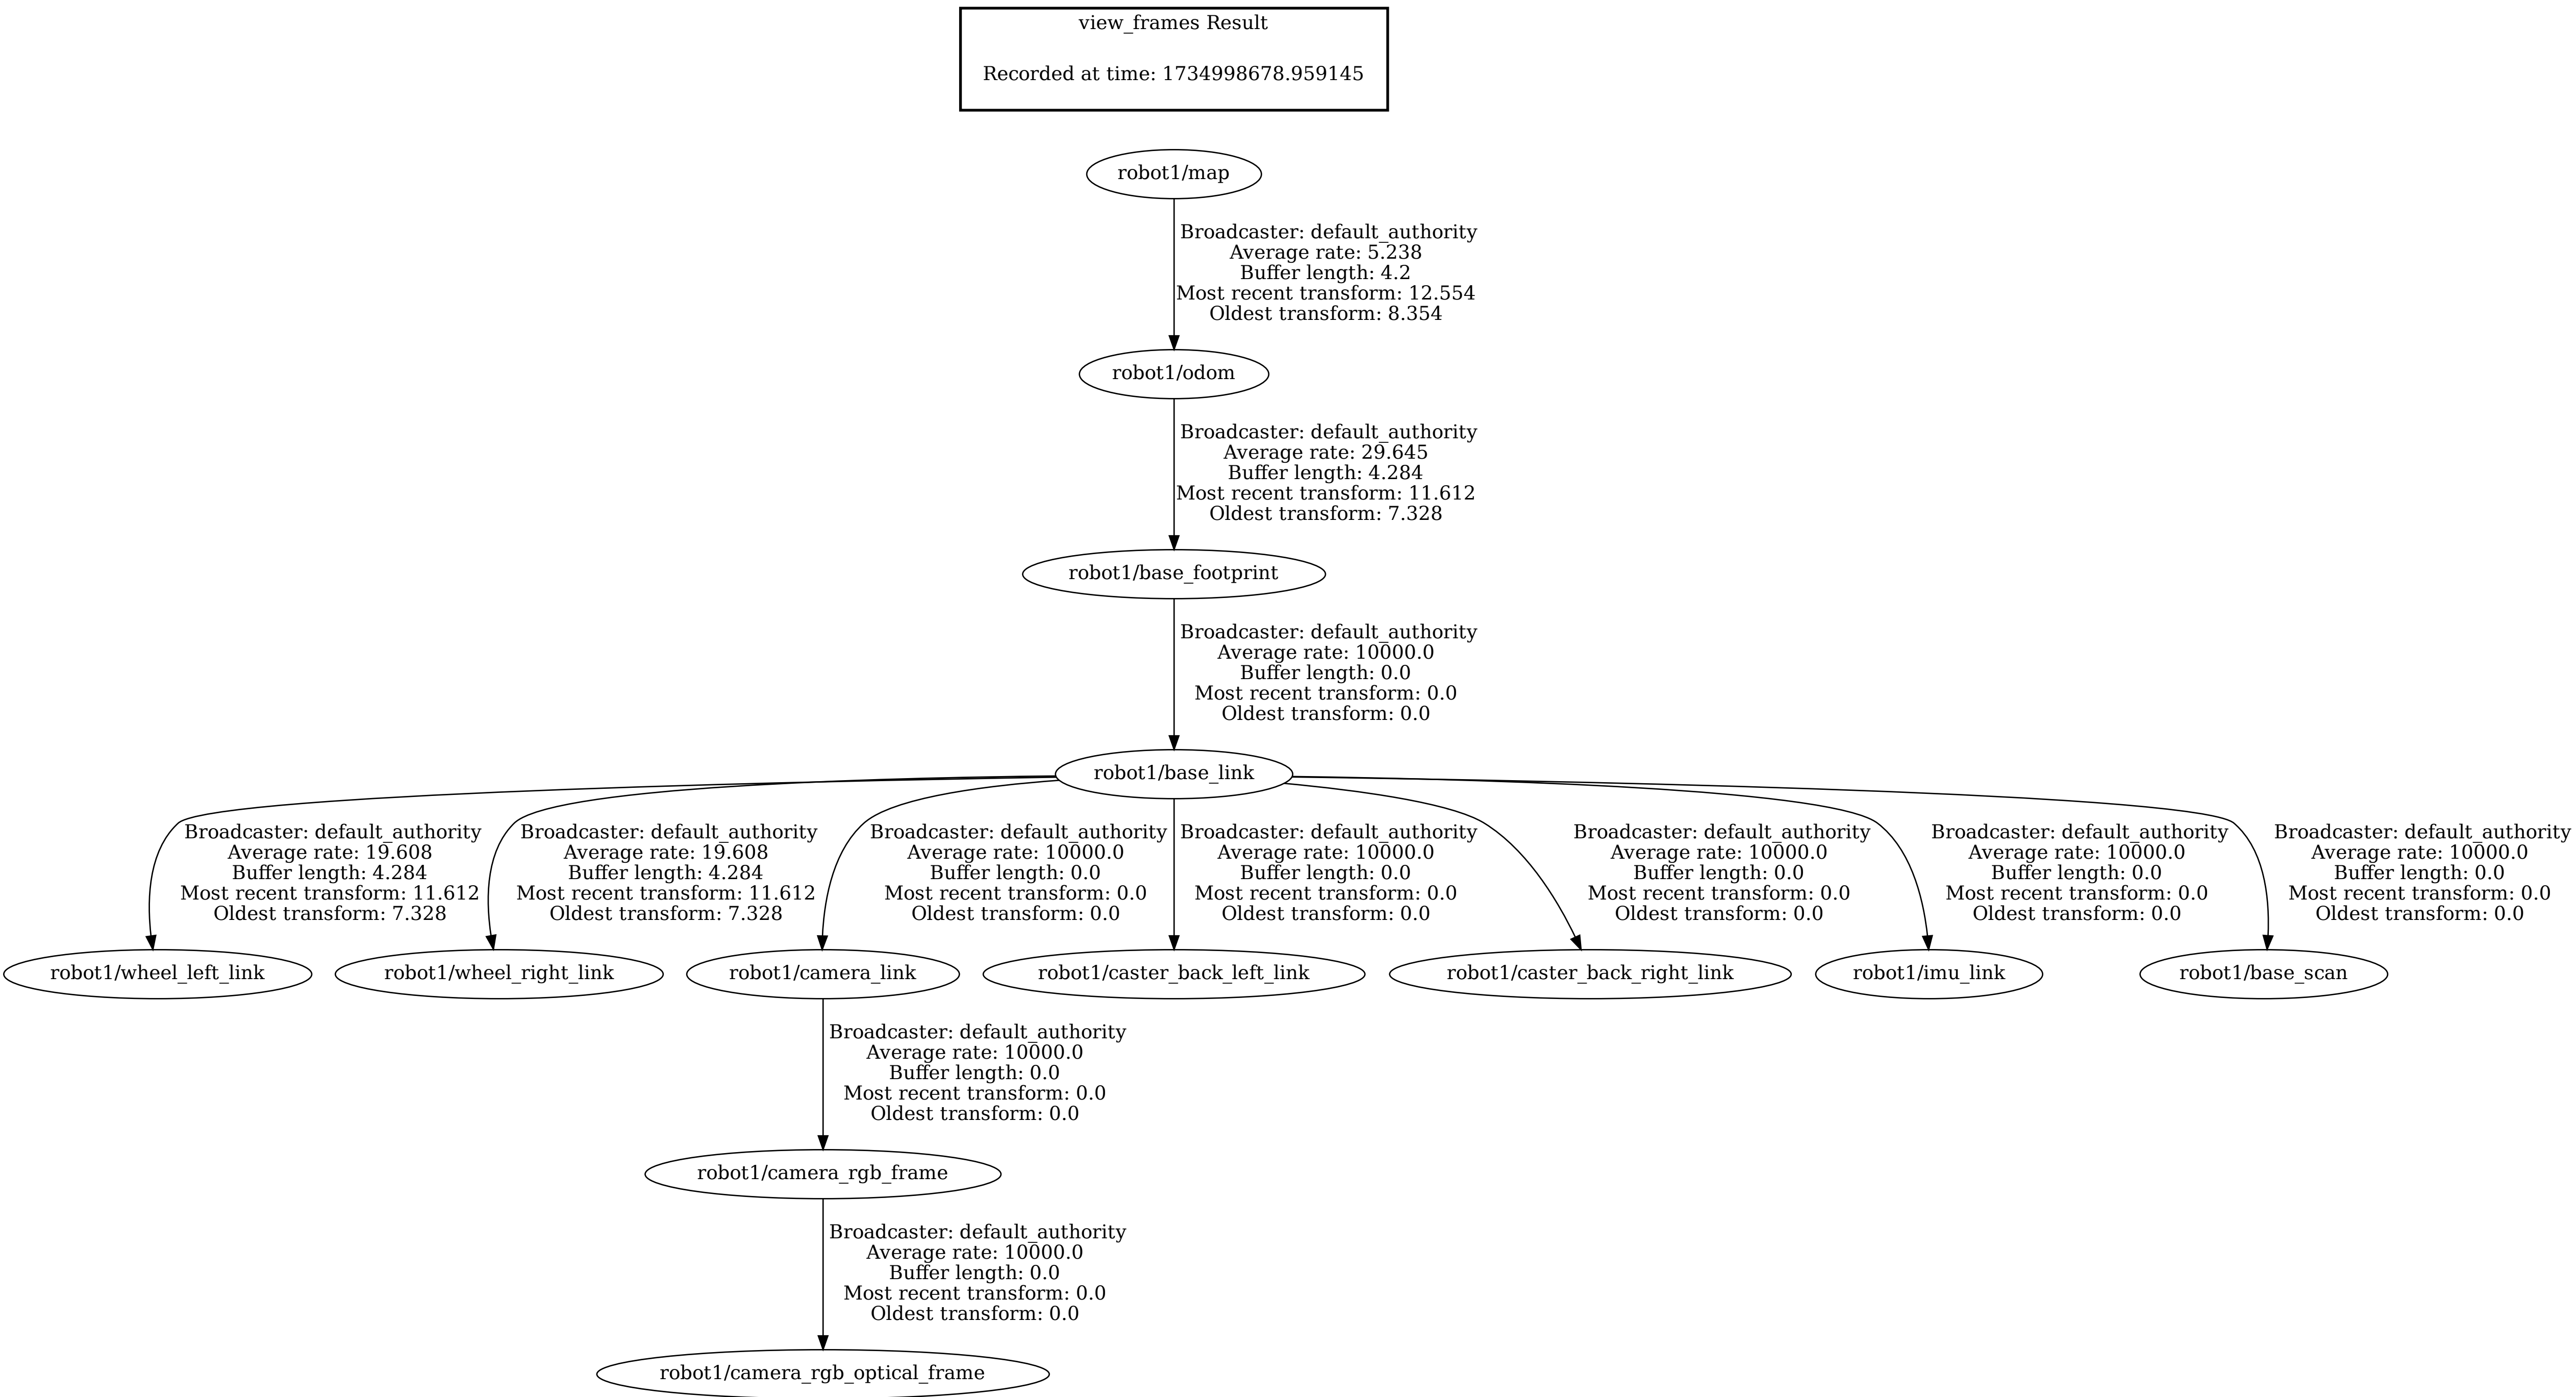 view_frames Result
Recorded at time: 1734998678.959145
robot1/map
Broadcaster: default_authority
Average rate: 5.238
Buffer length: 4.2
Most recent transform: 12.554
Oldest transform: 8.354
robot1/odom
Broadcaster: default_authority
Average rate: 29.645
Buffer length: 4.284
Most recent transform: 11.612
Oldest transform: 7.328
robot1/base_footprint
Broadcaster: default_authority
Average rate: 10000.0
Buffer length: 0.0
Most recent transform: 0.0
Oldest transform: 0.0
robot1/base_link
Broadcaster: default_authority
Average rate: 19.608
Buffer length: 4.284
Most recent transform: 11.612
Oldest transform: 7.328
Broadcaster: default_authority
Average rate: 19.608
Buffer length: 4.284
Most recent transform: 11.612
Oldest transform: 7.328
Broadcaster: default_authority
Average rate: 10000.0
Buffer length: 0.0
Most recent transform: 0.0
Oldest transform: 0.0
Broadcaster: default_authority
Average rate: 10000.0
Buffer length: 0.0
Most recent transform: 0.0
Oldest transform: 0.0
Broadcaster: default_authority
Average rate: 10000.0
Buffer length: 0.0
Most recent transform: 0.0
Oldest transform: 0.0
Broadcaster: default_authority
Average rate: 10000.0
Buffer length: 0.0
Most recent transform: 0.0
Oldest transform: 0.0
Broadcaster: default_authority
Average rate: 10000.0
Buffer length: 0.0
Most recent transform: 0.0
Oldest transform: 0.0
robot1/wheel_left_link
robot1/wheel_right_link
robot1/camera_link
robot1/caster_back_left_link
robot1/caster_back_right_link
robot1/imu_link
robot1/base_scan
Broadcaster: default_authority
Average rate: 10000.0
Buffer length: 0.0
Most recent transform: 0.0
Oldest transform: 0.0
robot1/camera_rgb_frame
Broadcaster: default_authority
Average rate: 10000.0
Buffer length: 0.0
Most recent transform: 0.0
Oldest transform: 0.0
robot1/camera_rgb_optical_frame